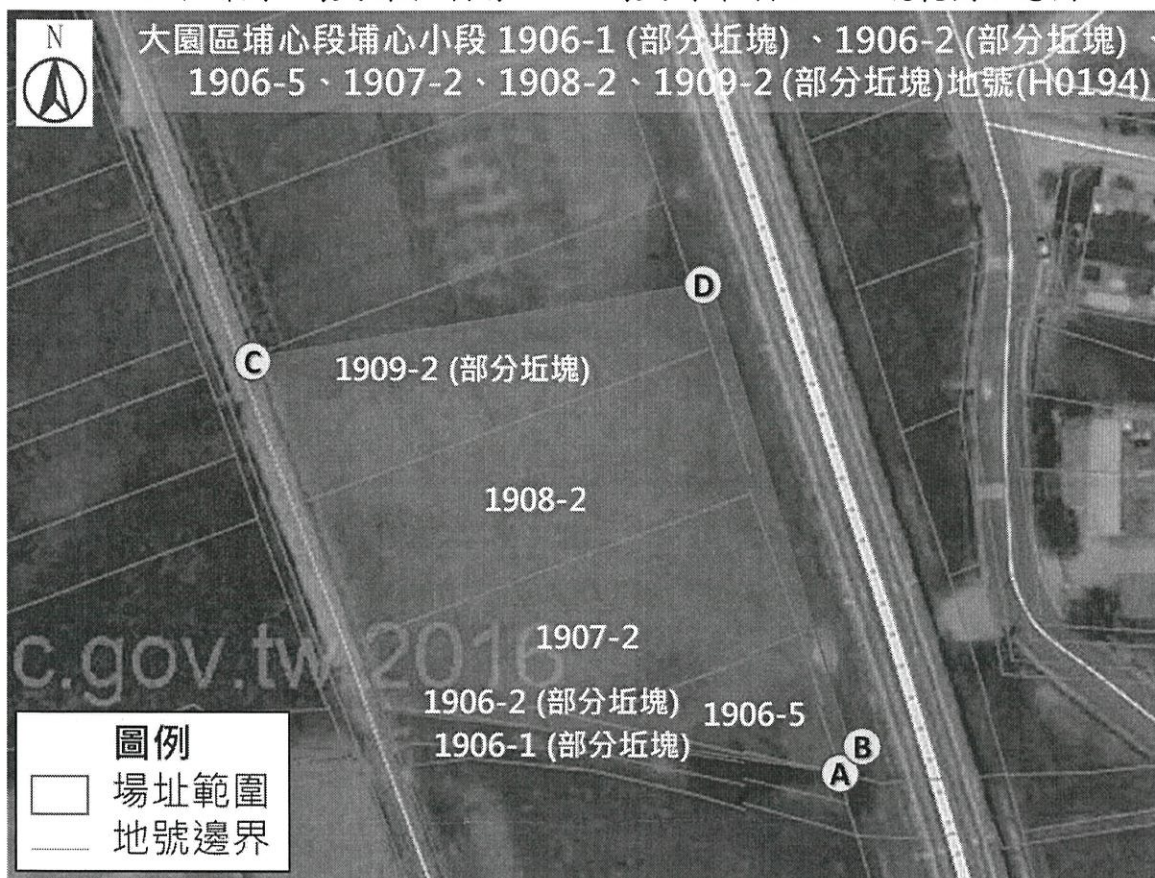 N
大園區埔心段埔心小段 1906-1 (部分坵塊) 、1906-2 (部分坵塊) 、
1906-5、1907-2、1908-2、1909-2 (部分坵塊)地號(H0194)
D
C
1909-2 (部分坵塊)
1908-2
1907-2
c.gov.tw 2016
1906-2 (部分坵塊)
1906-5
1906-1 (部分坵塊)
B
A
圖例
場址範圍
地號邊界